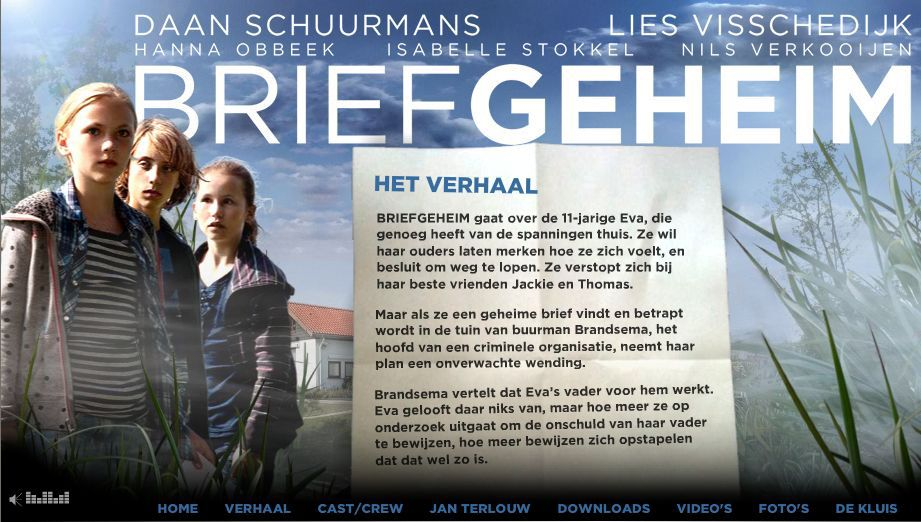 DAAN SCHUURMANS LIES VISSCHEDIJK
HANNA OBBEEK ISABELLE STOKKEL NILS VERKOOIJEN
BRIEFGEHEIM
HET VERHAAL
BRIEFGEHEIM gaat over de 11-jarige Eva, die
genoeg heeft van de spanningen thuis. Ze wil
haar ouders laten merken hoe ze zich voelt, en
besluit om weg te lopen. Ze verstopt zich bij
haar beste vrienden Jackie en Thomas.
Maar als ze een geheime brief vindt en betrapt
wordt in de tuin van buurman Brandsema, het
hoofd van een criminele organisatie, neemt haar
plan een onverwachte wending.
Brandsema vertelt dat Eva's vader voor hem werkt.
Eva gelooft daar niks van, maar hoe meer ze op
onderzoek uitgaat om de onschuld van haar vader
te bewijzen, hoe meer bewijzen zich opstapelen
dat dat wel zo is.
HOME VERHAAL CAST/CREW JAN TERLOUW DOWNLOADS VIDEO'S FOTO'S DE KLUIS